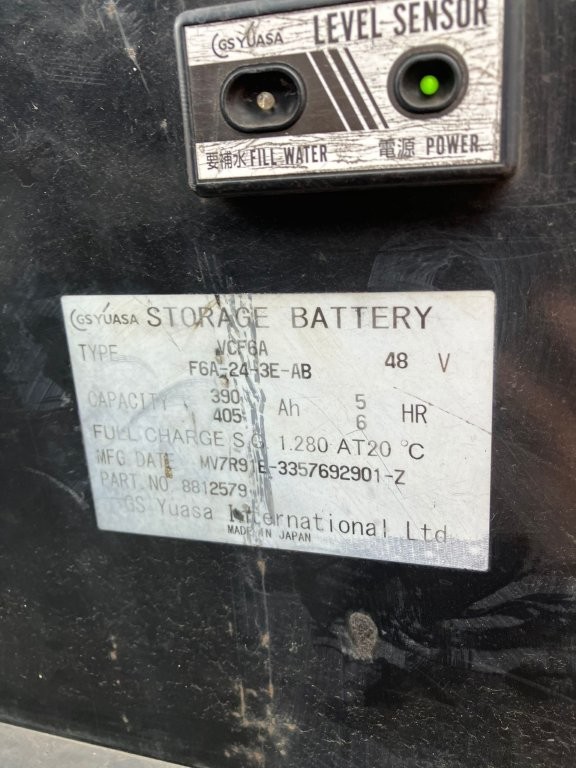 GS YUASA LEVEL SENSOR
要補水 FILL WATER 電源 POWER
GS YUASA STORAGE BATTERY
TYPE VCF6A
F6A-24-3E-AB 48 V
CAPACITY 390 Ah 5 HR
405 6
FULL CHARGE S.G. 1.280 AT20 °C
MFG. DATE MV7R91E-3357692901-Z
PART. NO. 8812579
GS Yuasa International Ltd
MADE IN JAPAN